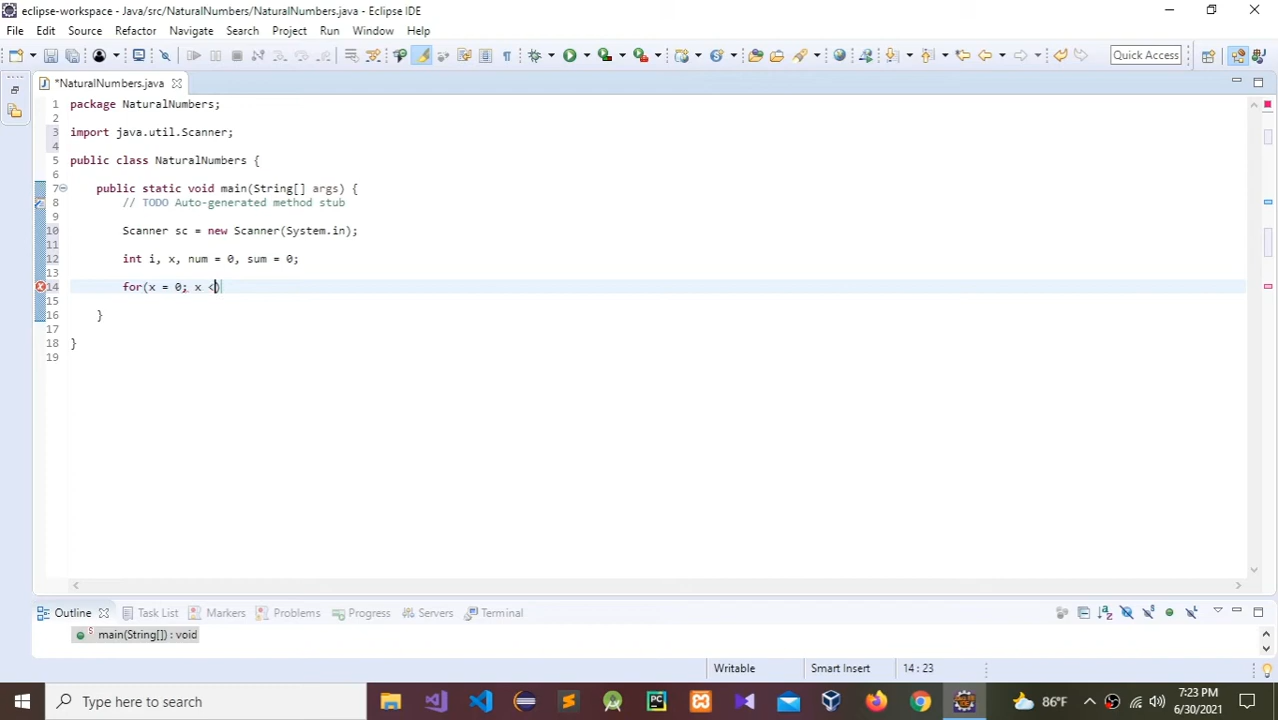 eclipse-workspace - Java/src/NaturalNumbers/NaturalNumbers.java - Eclipse IDE
File Edit Source Refactor Navigate Search Project Run Window Help
Quick Access
*NaturalNumbers.java
1 package NaturalNumbers;
2
3 import java.util.Scanner;
4
5 public class NaturalNumbers {
6
7 public static void main(String[] args) {
8 // TODO Auto-generated method stub
9
10 Scanner sc = new Scanner(System.in);
11
12 int i, x, num = 0, sum = 0;
13
14 for(x = 0; x <)
15
16 }
17
18 }
19
Outline Task List Markers Problems Progress Servers Terminal
main(String[]) : void
Writable Smart Insert 14 : 23
Type here to search 86°F 7:23 PM
6/30/2021